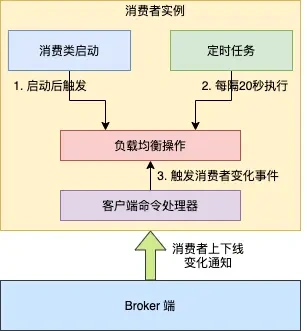 消费者实例
消费类启动
定时任务
1. 启动后触发
2. 每隔20秒执行
负载均衡操作
3. 触发消费者变化事件
客户端命令处理器
消费者上下线
变化通知
Broker 端